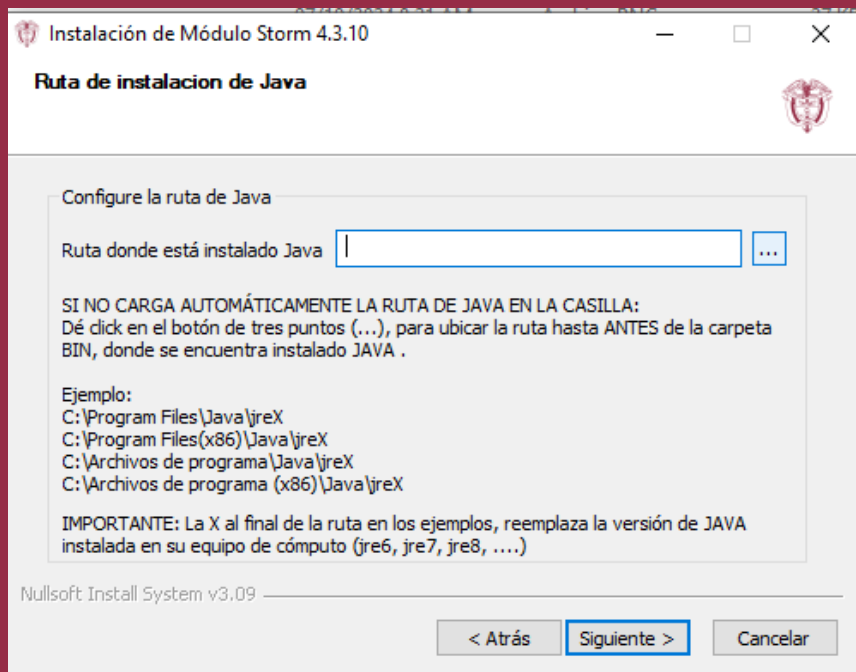 Instalación de Módulo Storm 4.3.10
Ruta de instalacion de Java
Configure la ruta de Java
Ruta donde está instalado Java
...
SI NO CARGA AUTOMÁTICAMENTE LA RUTA DE JAVA EN LA CASILLA:
Dé click en el botón de tres puntos (...), para ubicar la ruta hasta ANTES de la carpeta
BIN, donde se encuentra instalado JAVA .
Ejemplo:
C:\Program Files\Java\jreX
C:\Program Files(x86)\Java\jreX
C:\Archivos de programa\Java\jreX
C:\Archivos de programa (x86)\Java\jreX
IMPORTANTE: La X al final de la ruta en los ejemplos, reemplaza la versión de JAVA
instalada en su equipo de cómputo (jre6, jre7, jre8, ....)
Nullsoft Install System v3.09
< Atrás
Siguiente >
Cancelar